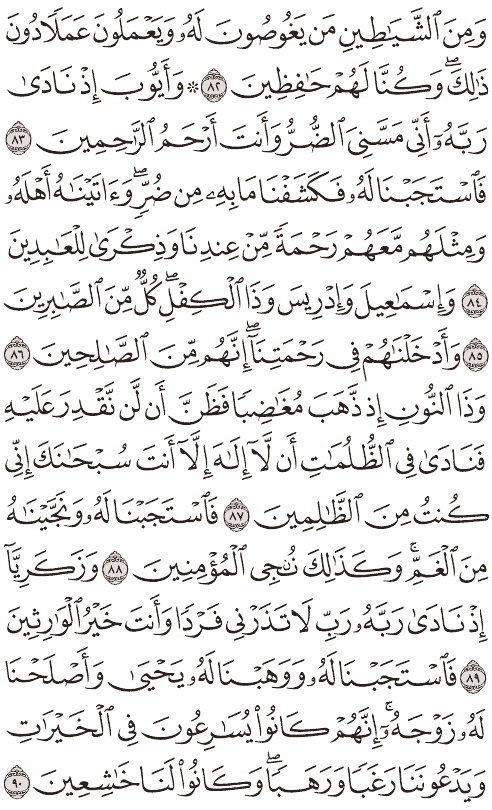 وَمِنَ ٱلشَّيَٰطِينِ مَن يَغُوصُونَ لَهُۥ وَيَعْمَلُونَ عَمَلًا دُونَ
ذَٰلِكَۖ وَكُنَّا لَهُمْ حَٰفِظِينَ ٨٢ ۞ وَأَيُّوبَ إِذْ نَادَىٰ
رَبَّهُۥٓ أَنِّي مَسَّنِيَ ٱلضُّرُّ وَأَنتَ أَرْحَمُ ٱلرَّٰحِمِينَ ٨٣
فَٱسْتَجَبْنَا لَهُۥ فَكَشَفْنَا مَا بِهِۦ مِن ضُرٍّۖ وَءَاتَيْنَٰهُ أَهْلَهُۥ
وَمِثْلَهُم مَّعَهُمْ رَحْمَةً مِّنْ عِندِنَا وَذِكْرَىٰ لِلْعَٰبِدِينَ
٨٤ وَإِسْمَٰعِيلَ وَإِدْرِيسَ وَذَا ٱلْكِفْلِۖ كُلٌّ مِّنَ ٱلصَّٰبِرِينَ
٨٥ وَأَدْخَلْنَٰهُمْ فِي رَحْمَتِنَآۖ إِنَّهُم مِّنَ ٱلصَّٰلِحِينَ ٨٦
وَذَا ٱلنُّونِ إِذ ذَّهَبَ مُغَٰضِبًا فَظَنَّ أَن لَّن نَّقْدِرَ عَلَيْهِ
فَنَادَىٰ فِي ٱلظُّلُمَٰتِ أَن لَّآ إِلَٰهَ إِلَّآ أَنتَ سُبْحَٰنَكَ إِنِّي
كُنتُ مِنَ ٱلظَّٰلِمِينَ ٨٧ فَٱسْتَجَبْنَا لَهُۥ وَنَجَّيْنَٰهُ
مِنَ ٱلْغَمِّۚ وَكَذَٰلِكَ نُۨجِي ٱلْمُؤْمِنِينَ ٨٨ وَزَكَرِيَّآ
إِذْ نَادَىٰ رَبَّهُۥ رَبِّ لَا تَذَرْنِي فَرْدًا وَأَنتَ خَيْرُ ٱلْوَٰرِثِينَ
٨٩ فَٱسْتَجَبْنَا لَهُۥ وَوَهَبْنَا لَهُۥ يَحْيَىٰ وَأَصْلَحْنَا
لَهُۥ زَوْجَهُۥٓۚ إِنَّهُمْ كَانُوا۟ يُسَٰرِعُونَ فِي ٱلْخَيْرَٰتِ
وَيَدْعُونَنَا رَغَبًا وَرَهَبًاۖ وَكَانُوا۟ لَنَا خَٰشِعِينَ ٩٠